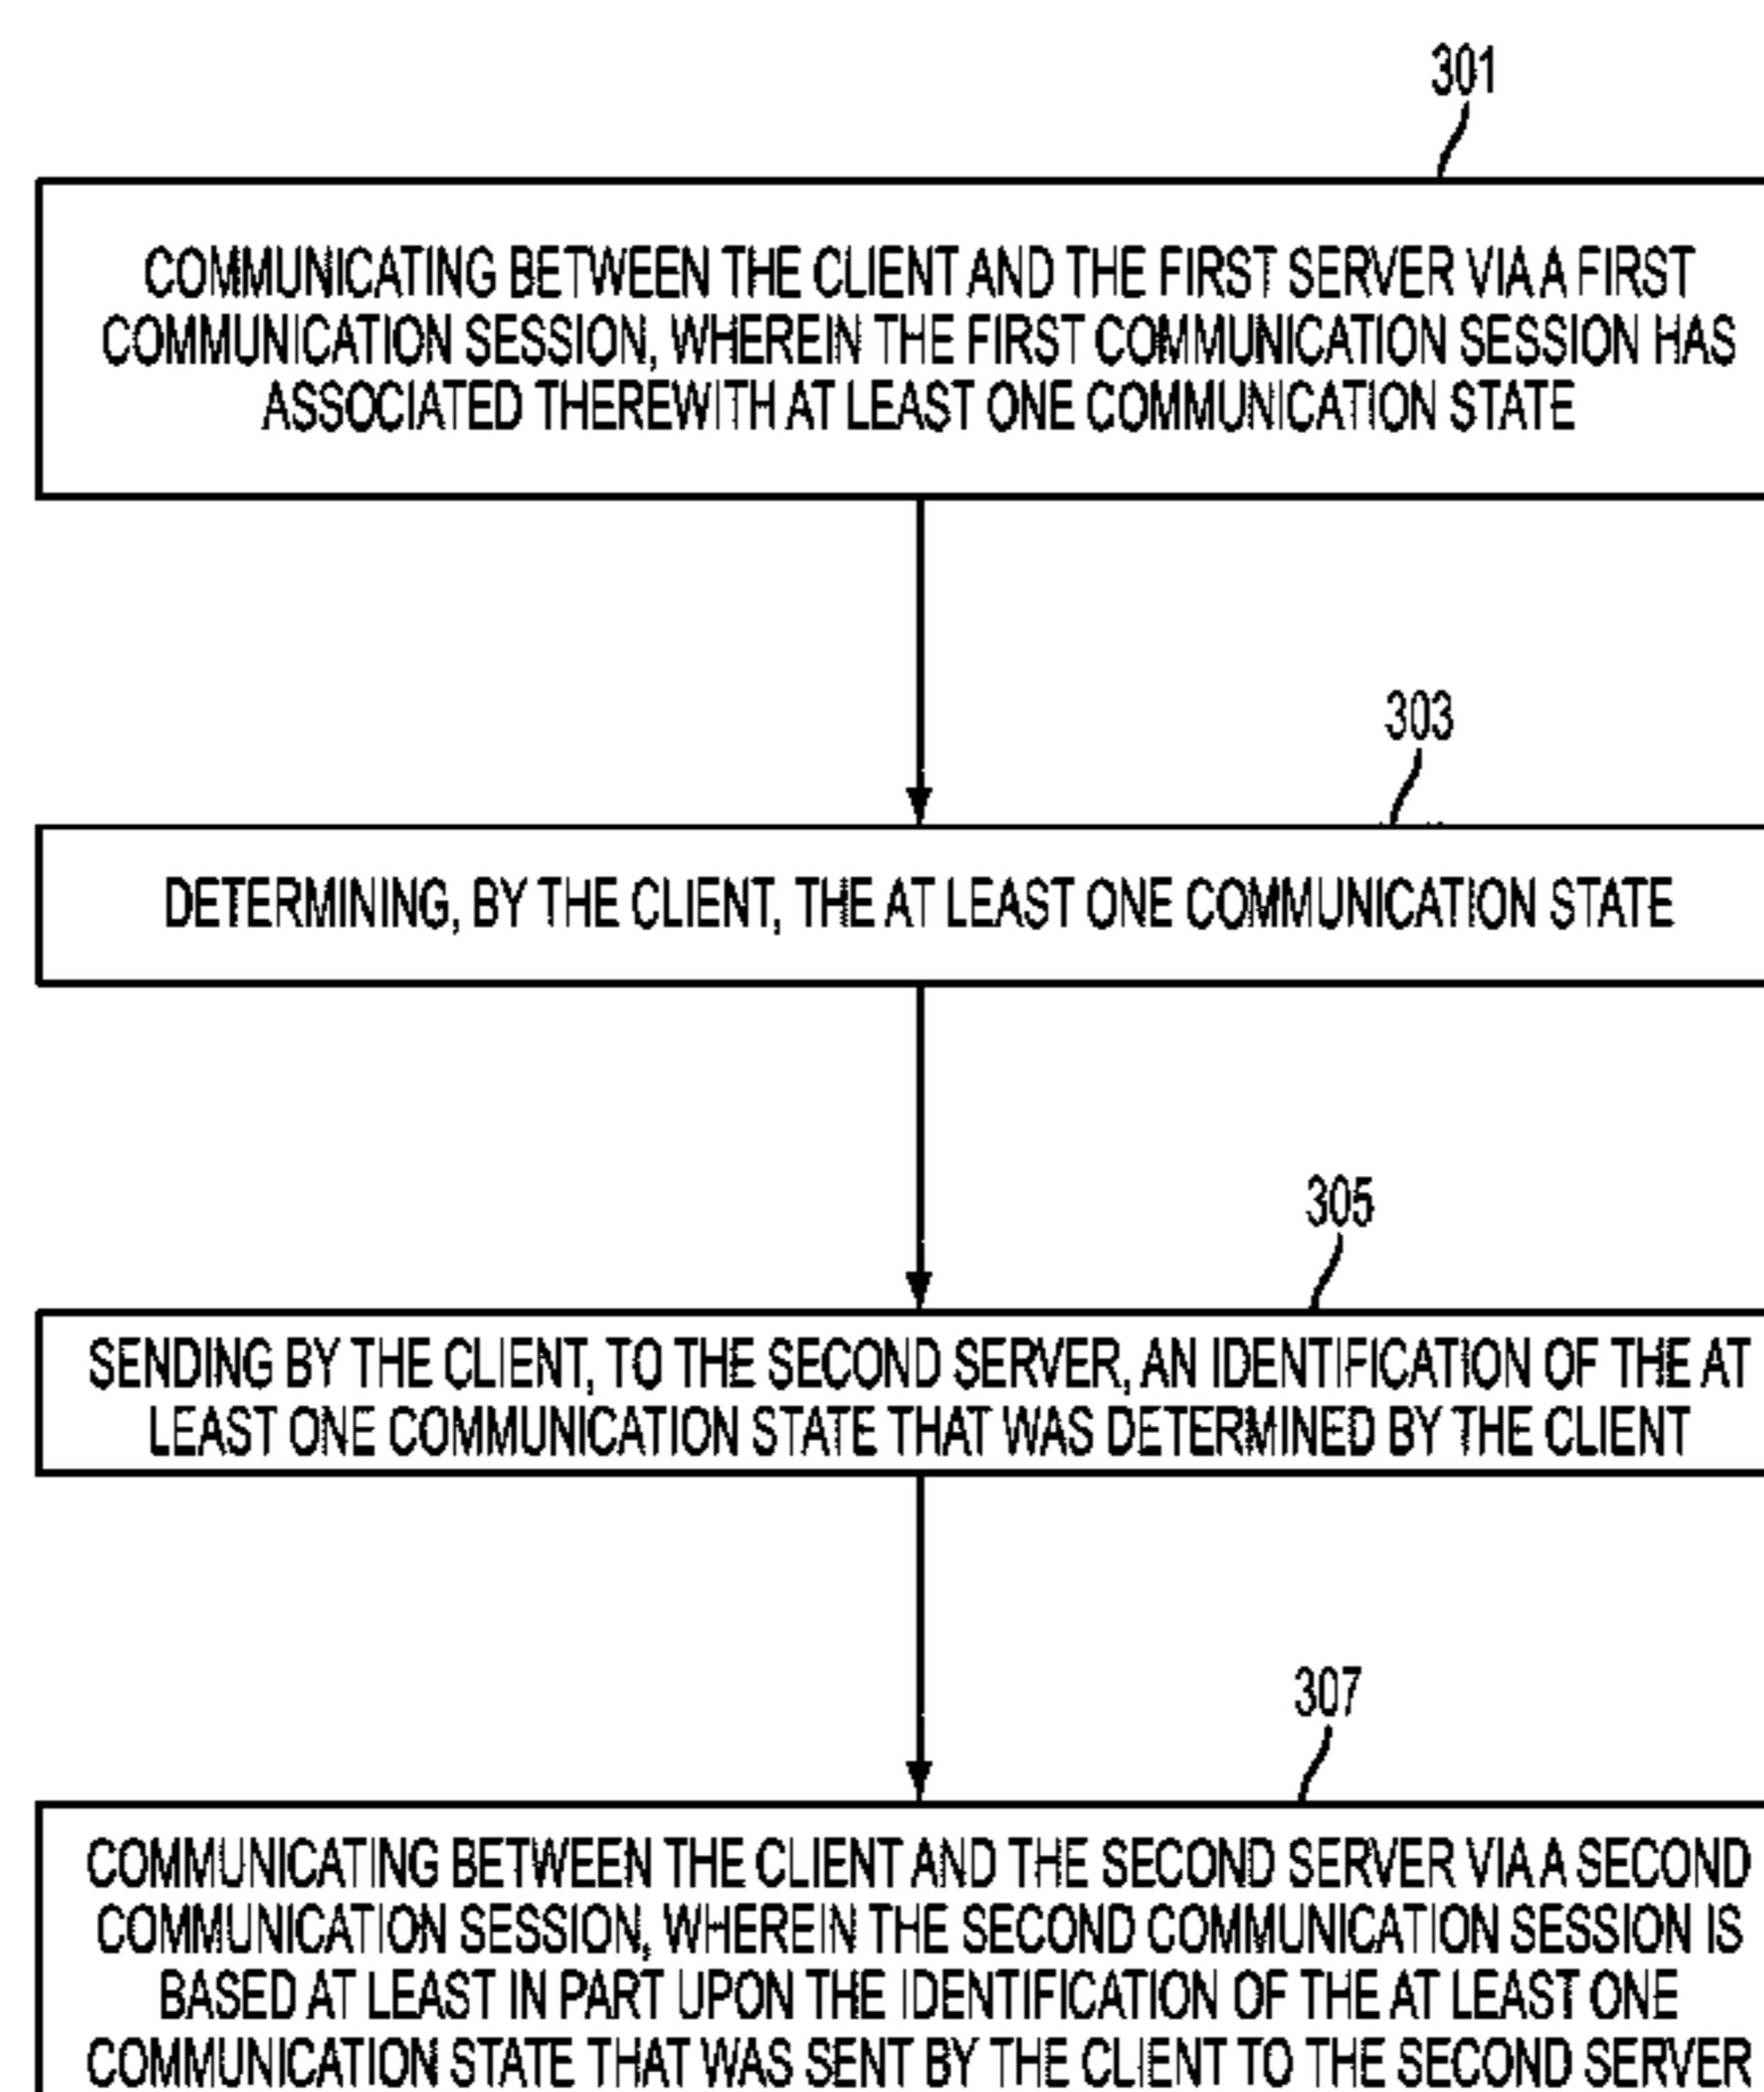 301
COMMUNICATING BETWEEN THE CLIENT AND THE FIRST SERVER VIA A FIRST
COMMUNICATION SESSION, WHEREIN THE FIRST COMMUNICATION SESSION HAS
ASSOCIATED THEREWITH AT LEAST ONE COMMUNICATION STATE
303
DETERMINING, BY THE CLIENT, THE AT LEAST ONE COMMUNICATION STATE
305
SENDING BY THE CLIENT, TO THE SECOND SERVER, AN IDENTIFICATION OF THE AT
LEAST ONE COMMUNICATION STATE THAT WAS DETERMINED BY THE CLIENT
307
COMMUNICATING BETWEEN THE CLIENT AND THE SECOND SERVER VIA A SECOND
COMMUNICATION SESSION, WHEREIN THE SECOND COMMUNICATION SESSION IS
BASED AT LEAST IN PART UPON THE IDENTIFICATION OF THE AT LEAST ONE
COMMUNICATION STATE THAT WAS SENT BY THE CLIENT TO THE SECOND SERVER